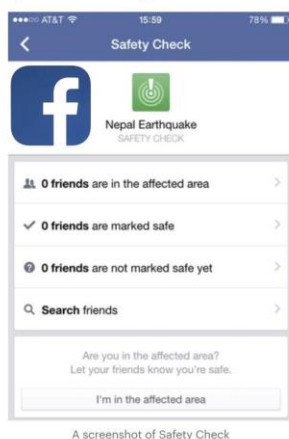 AT&T 15:59 78%
Safety Check
f
Nepal Earthquake
SAFETY CHECK
0 friends are in the affected area
0 friends are marked safe
0 friends are not marked safe yet
Search friends
Are you in the affected area?
Let your friends know you're safe.
I'm in the affected area
A screenshot of Safety Check